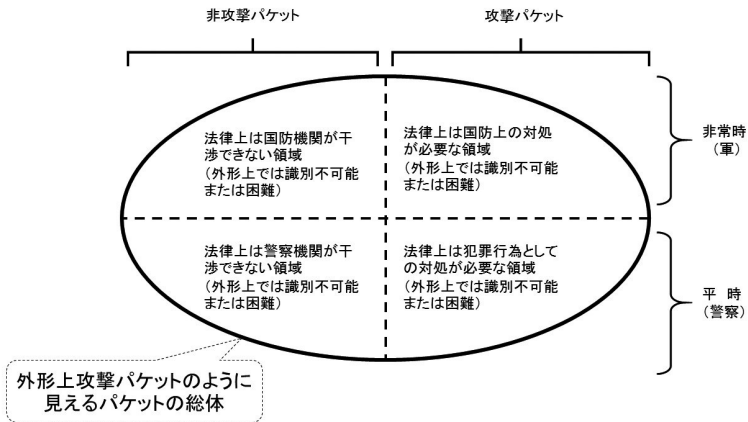 非攻撃パケット
攻撃パケット
法律上は国防機関が干
渉できない領域
（外形上では識別不可能
または困難）
法律上は国防上の対処
が必要な領域
（外形上では識別不可能
または困難）
非常時
（軍）
法律上は警察機関が干
渉できない領域
（外形上では識別不可能
または困難）
法律上は犯罪行為として
の対処が必要な領域
（外形上では識別不可能
または困難）
平　時
（警察）
外形上攻撃パケットのように
見えるパケットの総体